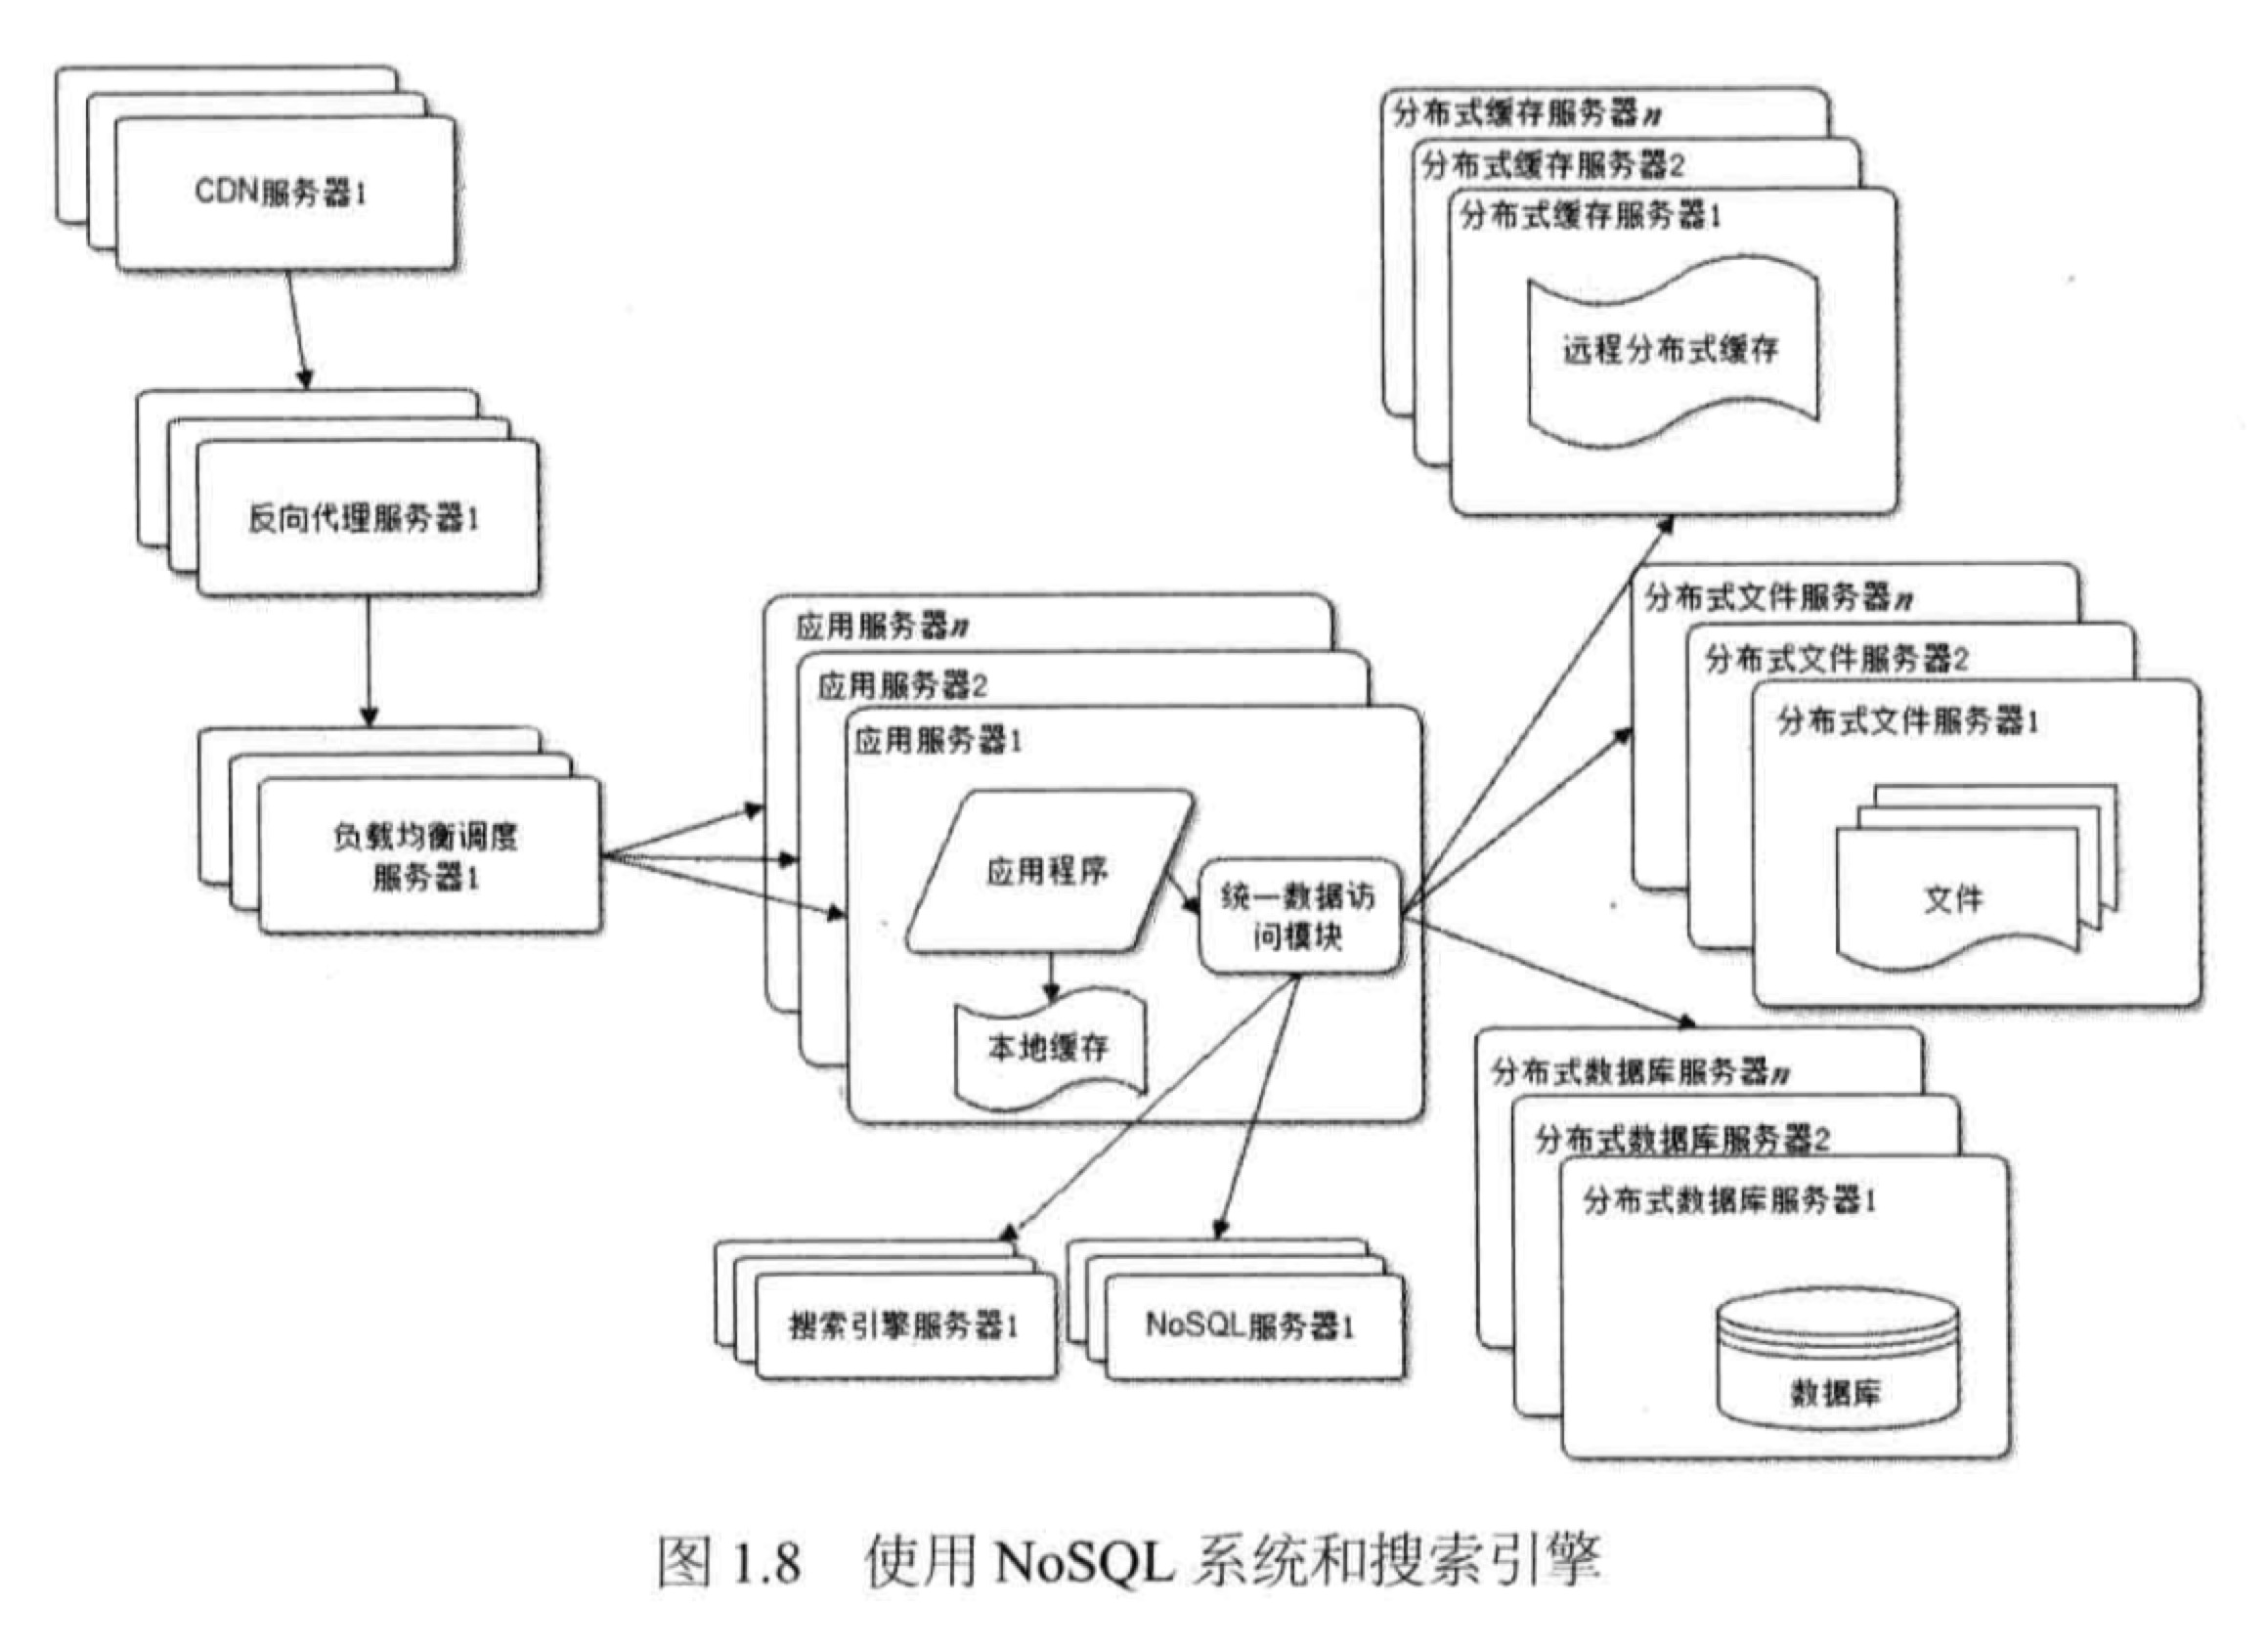 CDN服务器1
反向代理服务器1
负载均衡调度
服务器1
应用服务器n
应用服务器2
应用服务器1
应用程序
统一数据访
问模块
本地缓存
搜索引擎服务器1
NoSQL服务器1
分布式缓存服务器n
分布式缓存服务器2
分布式缓存服务器1
远程分布式缓存
分布式文件服务器n
分布式文件服务器2
分布式文件服务器1
文件
分布式数据库服务器n
分布式数据库服务器2
分布式数据库服务器1
数据库
图 1.8 使用 NoSQL 系统和搜索引擎